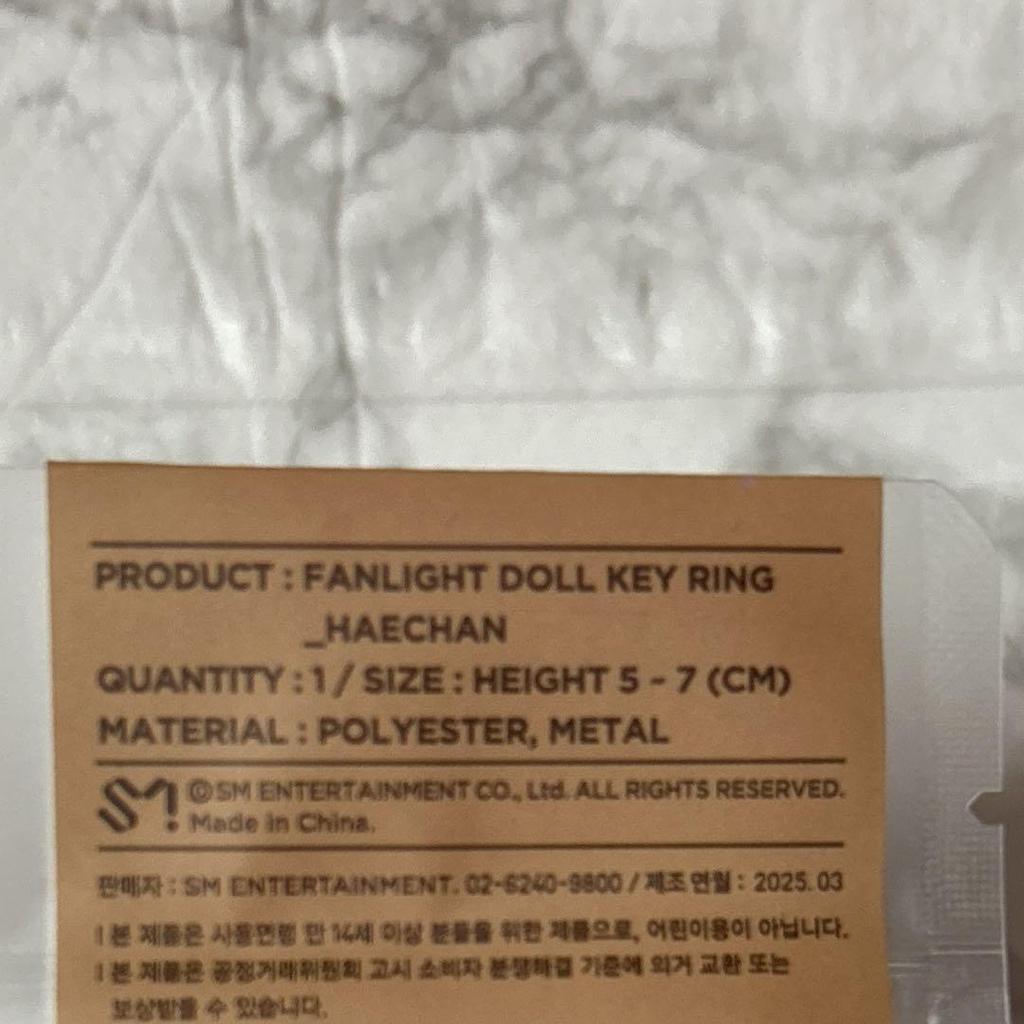 PRODUCT : FANLIGHT DOLL KEY RING
_HAECHAN
QUANTITY : 1 / SIZE : HEIGHT 5 - 7 (CM)
MATERIAL : POLYESTER, METAL
SM! ©SM ENTERTAINMENT CO., Ltd. ALL RIGHTS RESERVED.
Made in China.
판매자 : SM ENTERTAINMENT. 02-6240-9800 / 제조연월 : 2025. 03
| 본 제품은 사용연령 만 14세 이상 분들을 위한 제품으로, 어린이용이 아닙니다.
| 본 제품은 공정거래위원회 고시 소비자 분쟁해결 기준에 의거 교환 또는
보상받을 수 있습니다.